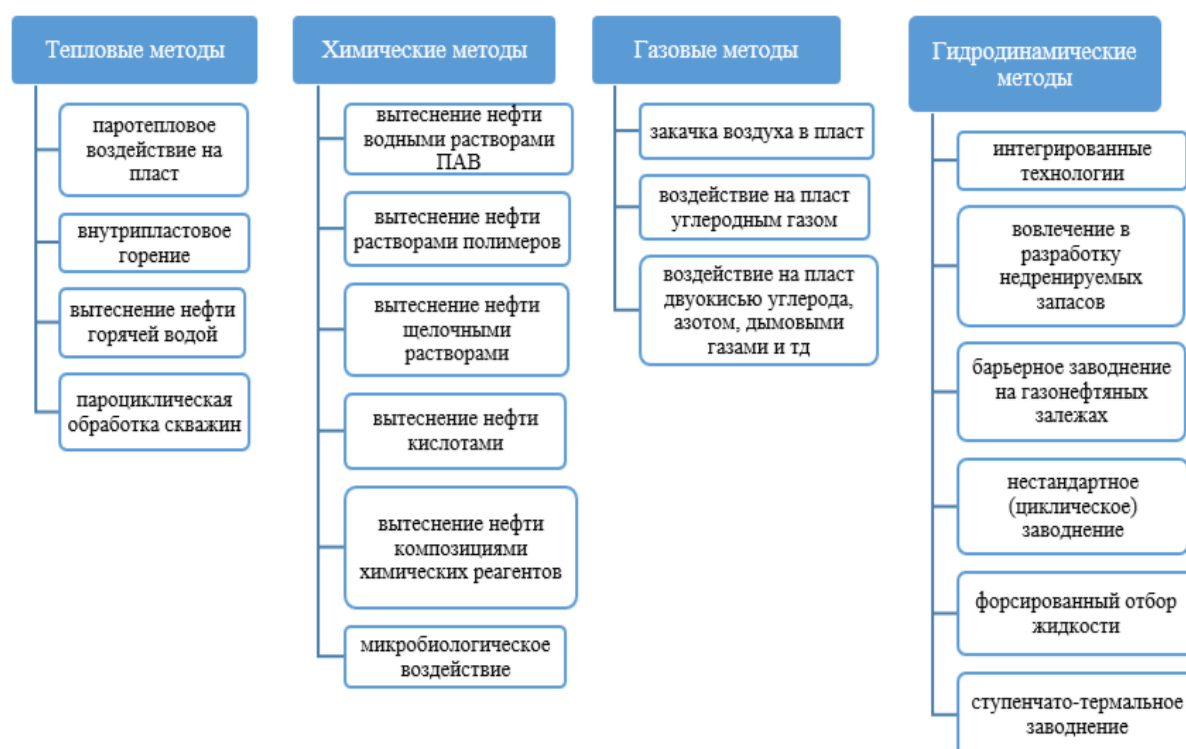 Тепловые методы
паротепловое
воздействие на
пласт
внутрипластовое
горение
вытеснение нефти
горячей водой
пароциклическая
обработка скважин
Химические методы
вытеснение нефти
водными растворами
ПАВ
вытеснение нефти
растворами полимеров
вытеснение нефти
щелочными
растворами
вытеснение нефти
кислотами
вытеснение нефти
композициями
химических реагентов
микробиологическое
воздействие
Газовые методы
закачка воздуха в пласт
воздействие на пласт
углеродным газом
воздействие на пласт
двуокисью углерода,
азотом, дымовыми
газами и тд
Гидродинамические
методы
интегрированные
технологии
вовлечение в
разработку
недренируемых
запасов
барьерное заводнение
на газонефтяных
залежах
нестандартное
(циклическое)
заводнение
форсированный отбор
жидкости
ступенчато-термальное
заводнение